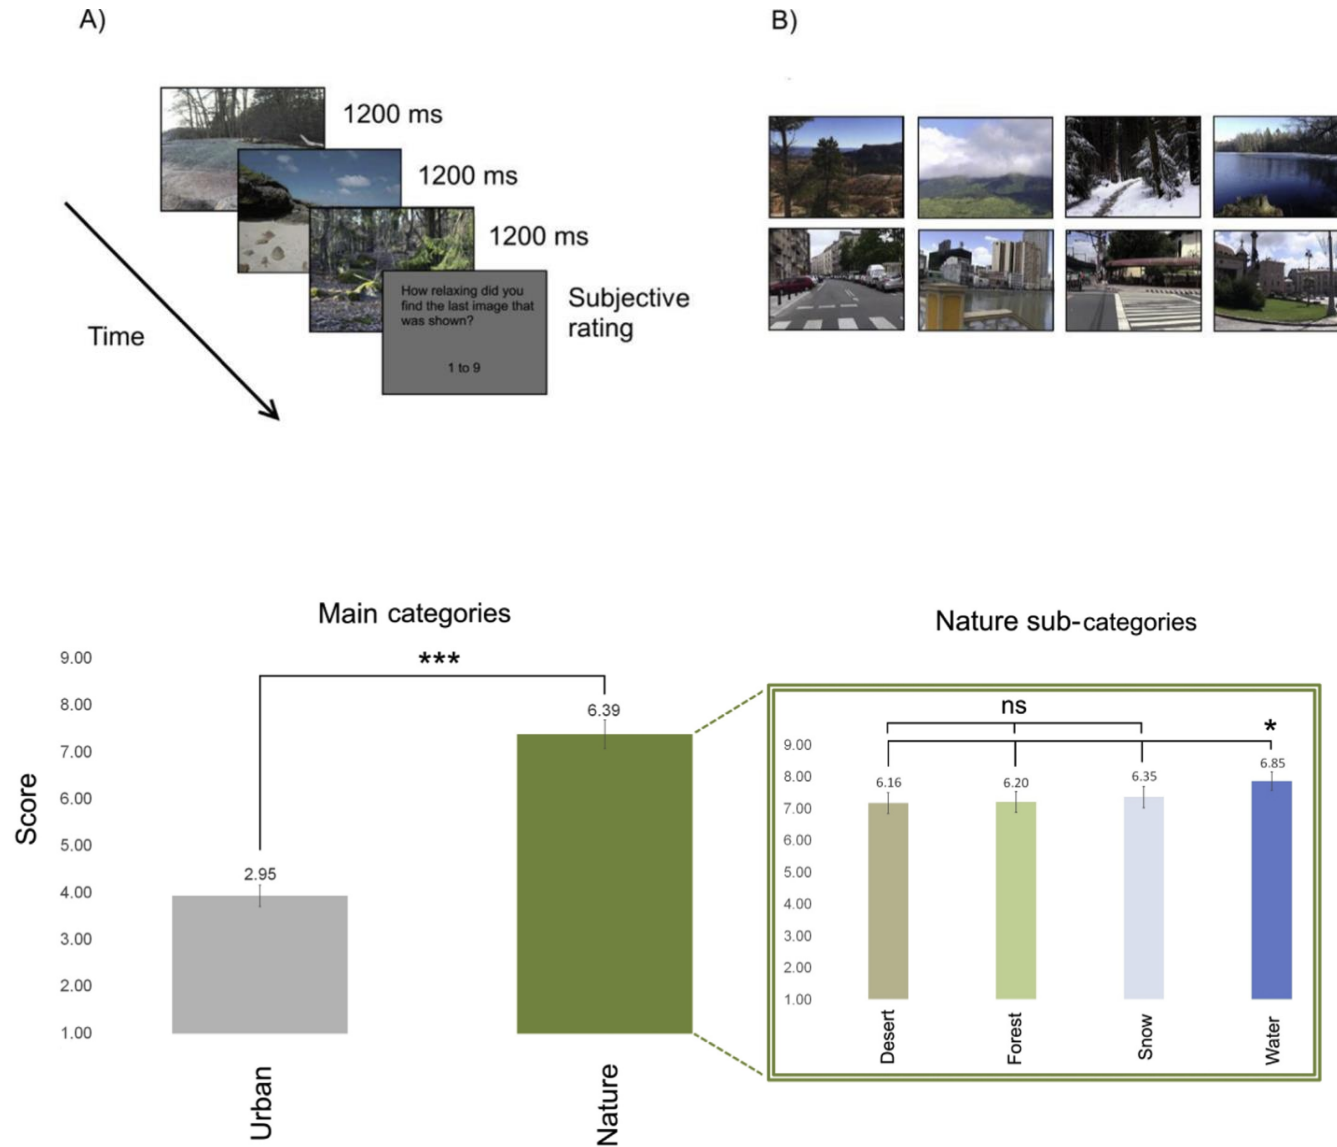 A)
B)
1200 ms
1200 ms
1200 ms
How relaxing did you
find the last image that
was shown?
1 to 9
Subjective
rating
Time
Main categories
***
9.00
8.00
7.00
6.00
5.00
4.00
3.00
2.00
1.00
Score
2.95
6.39
Urban
Nature
Nature sub-categories
ns
*
9.00
8.00
7.00
6.00
5.00
4.00
3.00
2.00
1.00
6.16
6.20
6.35
6.85
Desert
Forest
Snow
Water